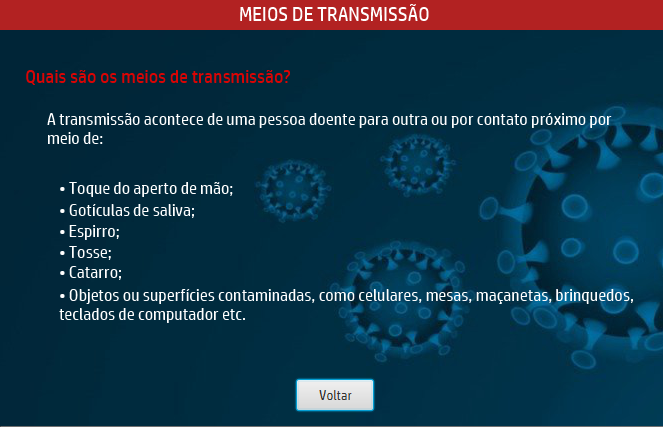 MEIOS DE TRANSMISSÃO
Quais são os meios de transmissão?
A transmissão acontece de uma pessoa doente para outra ou por contato próximo por
meio de:
• Toque do aperto de mão;
• Gotículas de saliva;
• Espirro;
• Tosse;
• Catarro;
• Objetos ou superfícies contaminadas, como celulares, mesas, maçanetas, brinquedos,
teclados de computador etc.
Voltar